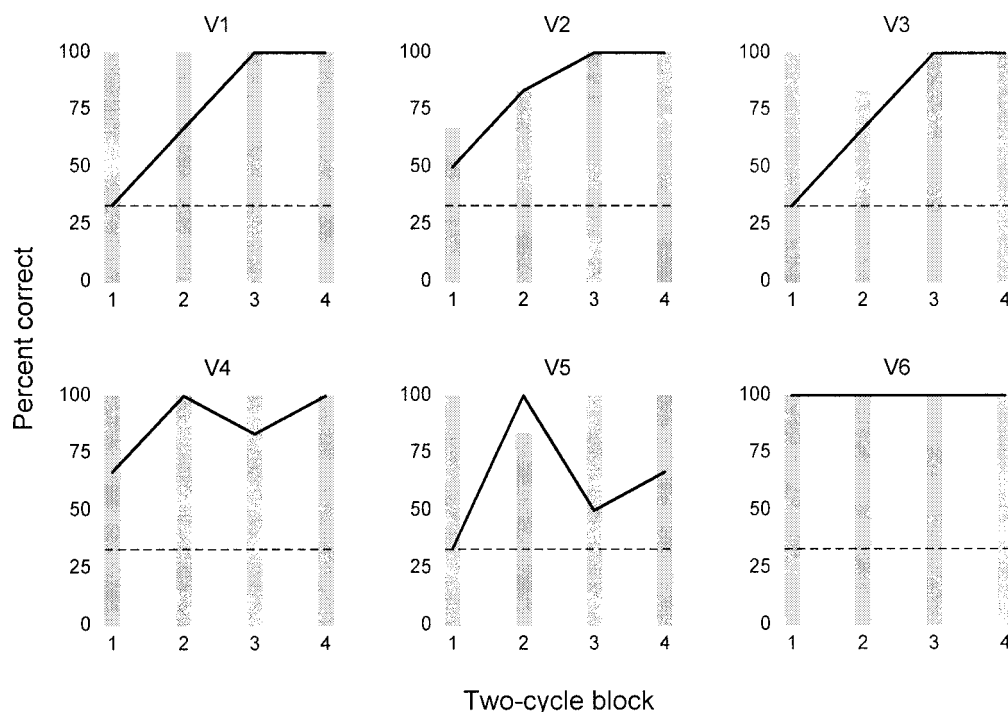 V1 V2 V3
100 100 100
75 75 75
50 50 50
25 25 25
0 0 0
1 2 3 4 1 2 3 4 1 2 3 4
Percent correct
V4 V5 V6
100 100 100
75 75 75
50 50 50
25 25 25
0 0 0
1 2 3 4 1 2 3 4 1 2 3 4
Two-cycle block